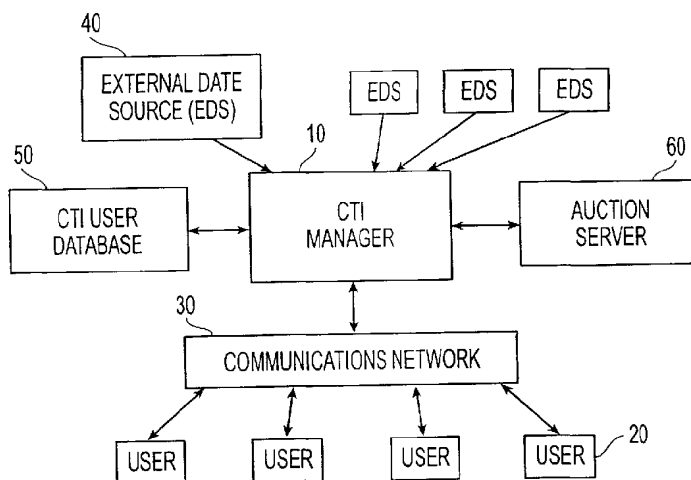 40
EXTERNAL DATE
SOURCE (EDS)
EDS
EDS
EDS
10
50
60
CTI USER
DATABASE
CTI
MANAGER
AUCTION
SERVER
30
COMMUNICATIONS NETWORK
USER
USER
USER
USER
20